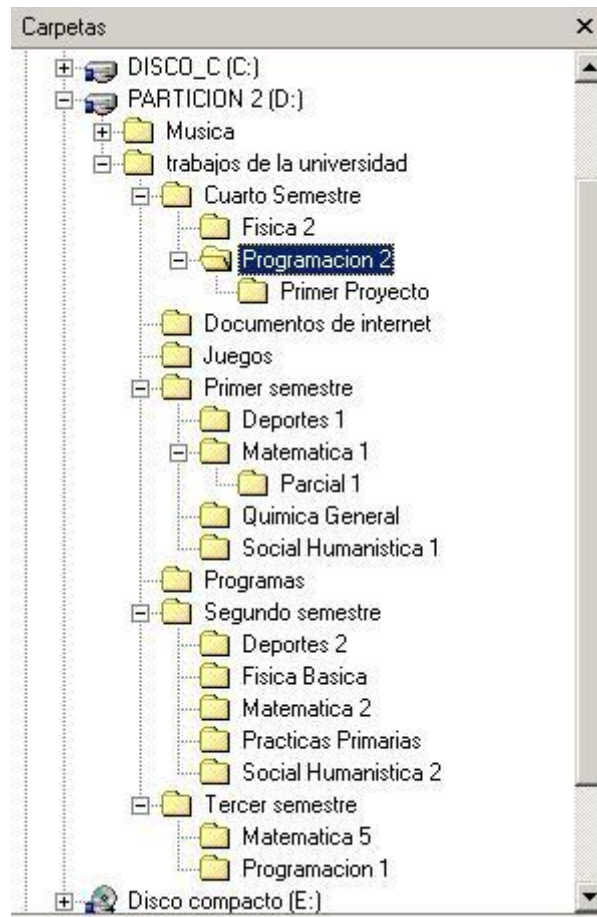 Carpetas
DISCO_C (C:)
PARTICION 2 (D:)
Musica
trabajos de la universidad
Cuarto Semestre
Fisica 2
Programacion 2
Primer Proyecto
Documentos de internet
Juegos
Primer semestre
Deportes 1
Matematica 1
Parcial 1
Quimica General
Social Humanistica 1
Programas
Segundo semestre
Deportes 2
Fisica Basica
Matematica 2
Practicas Primarias
Social Humanistica 2
Tercer semestre
Matematica 5
Programacion 1
Disco compacto (E:)